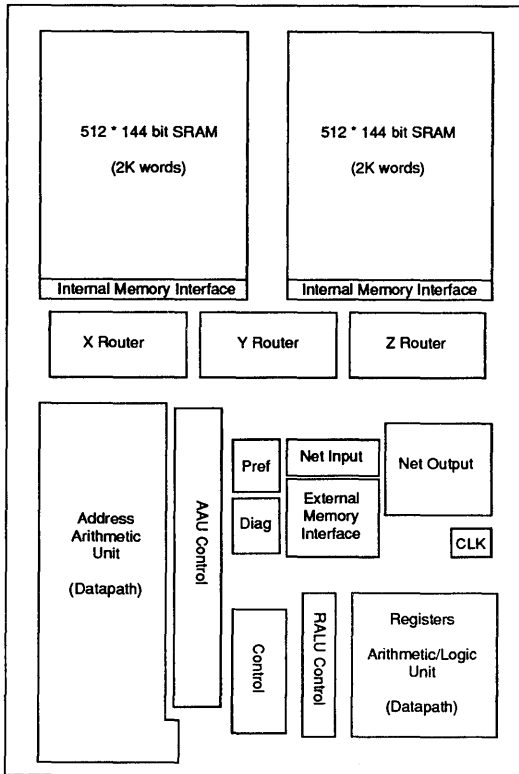 512 * 144 bit SRAM
(2K words)
Internal Memory Interface
512 * 144 bit SRAM
(2K words)
Internal Memory Interface
X Router
Y Router
Z Router
Address
Arithmetic
Unit
(Datapath)
AAU Control
Pref
Diag
Net Input
External
Memory
Interface
Net Output
CLK
Control
RALU Control
Registers
Arithmetic/Logic
Unit
(Datapath)